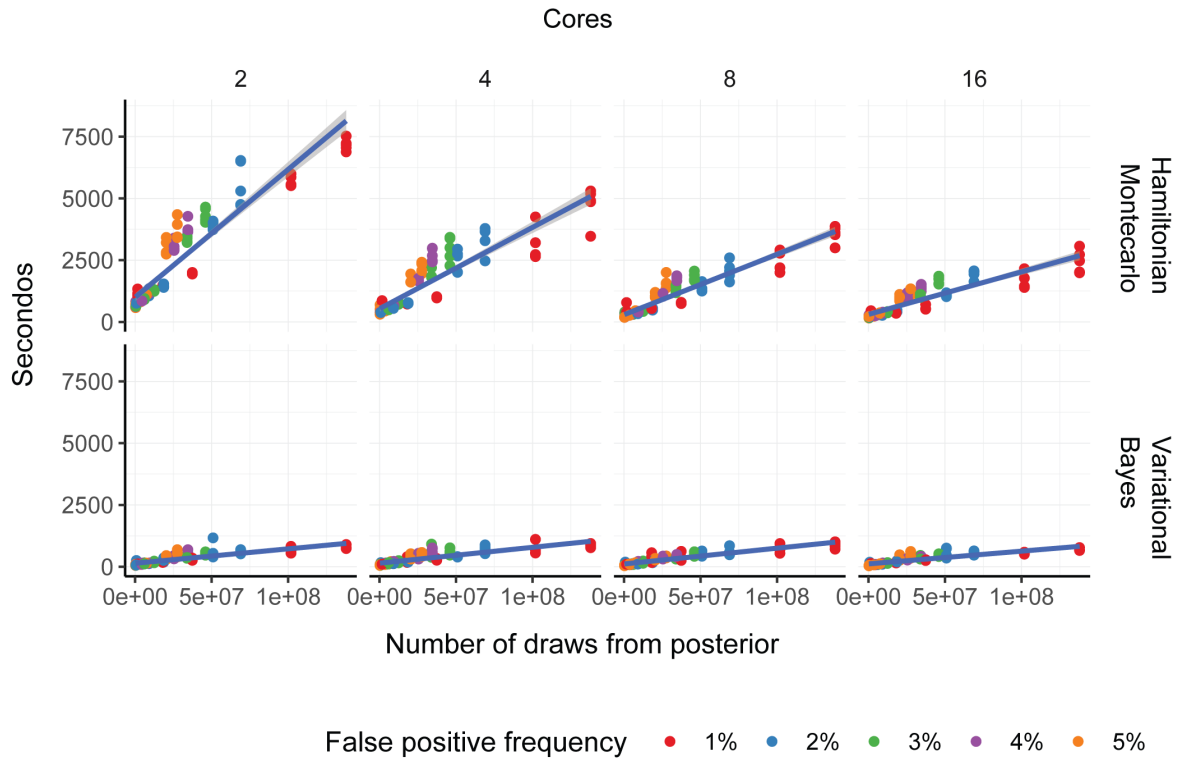 Cores
2 4 8 16
7500
5000
2500
0
Hamiltonian
Montecarlo
Seconds
7500
5000
2500
0
Variational
Bayes
0e+00 5e+07 1e+08 0e+00 5e+07 1e+08 0e+00 5e+07 1e+08 0e+00 5e+07 1e+08
Number of draws from posterior
False positive frequency 1% 2% 3% 4% 5%